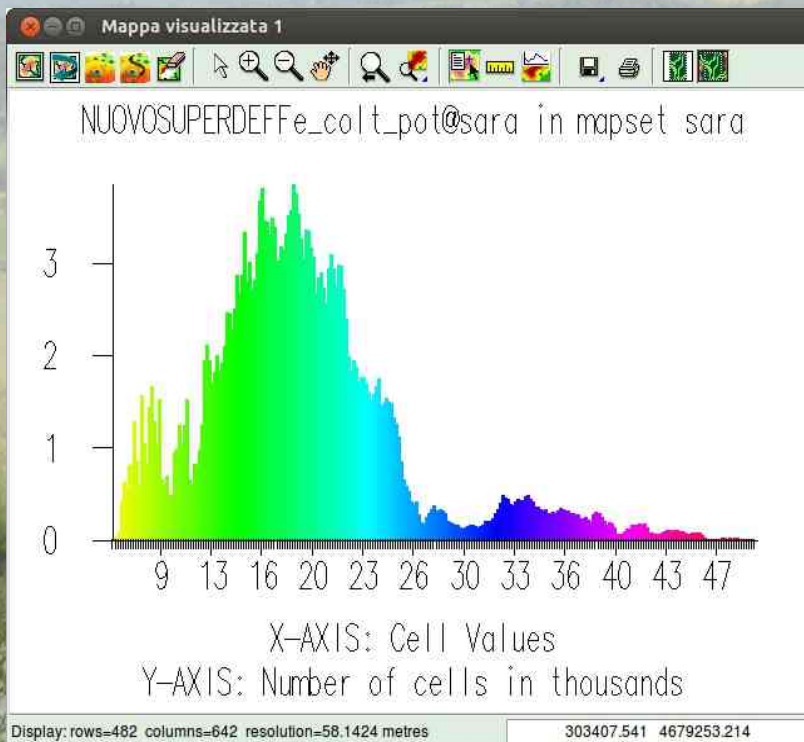 Mappa visualizzata 1
NUOVOSUPERDEFFe_colt_pot@sara in mapset sara
3
2
1
0
9 13 16 20 23 26 30 33 36 40 43 47
X-AXIS: Cell Values
Y-AXIS: Number of cells in thousands
Display: rows=482 columns=642 resolution=58.1424 metres 303407.541 4679253.214